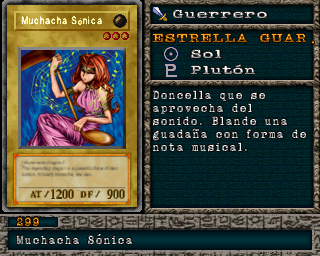 Muchacha Sónica
AT/1200 DF/ 900
Guerrero
ESTRELLA GUAR.
Sol
Plutón
Doncella que se
aprovecha del
sonido. Blande una
guadaña con forma de
nota musical.
299
Muchacha Sónica